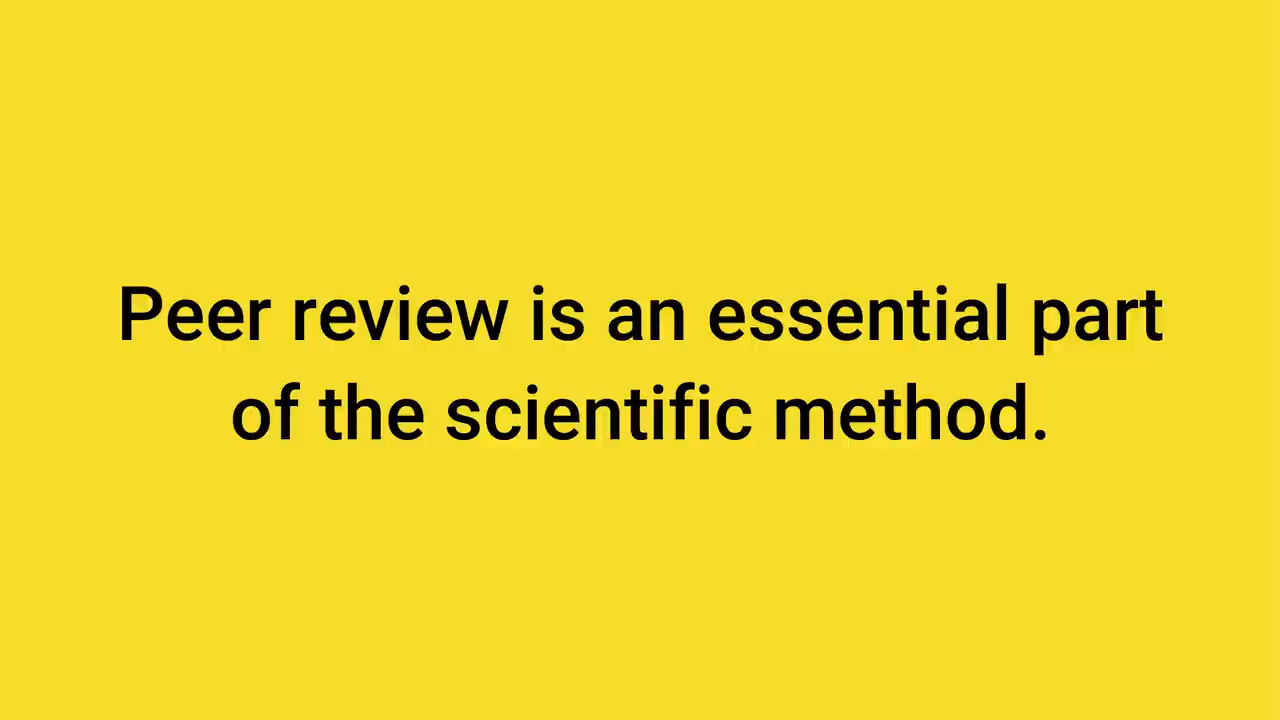 Peer review is an essential part
of the scientific method.